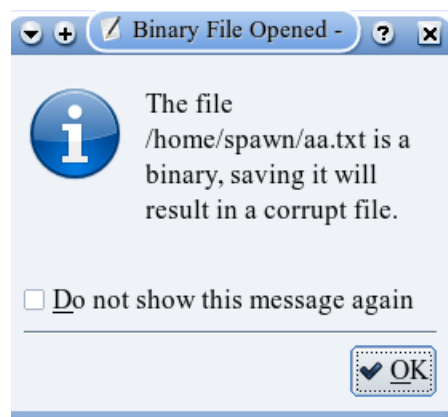 Binary File Opened -
The file
/home/spawn/aa.txt is a
binary, saving it will
result in a corrupt file.
Do not show this message again
OK